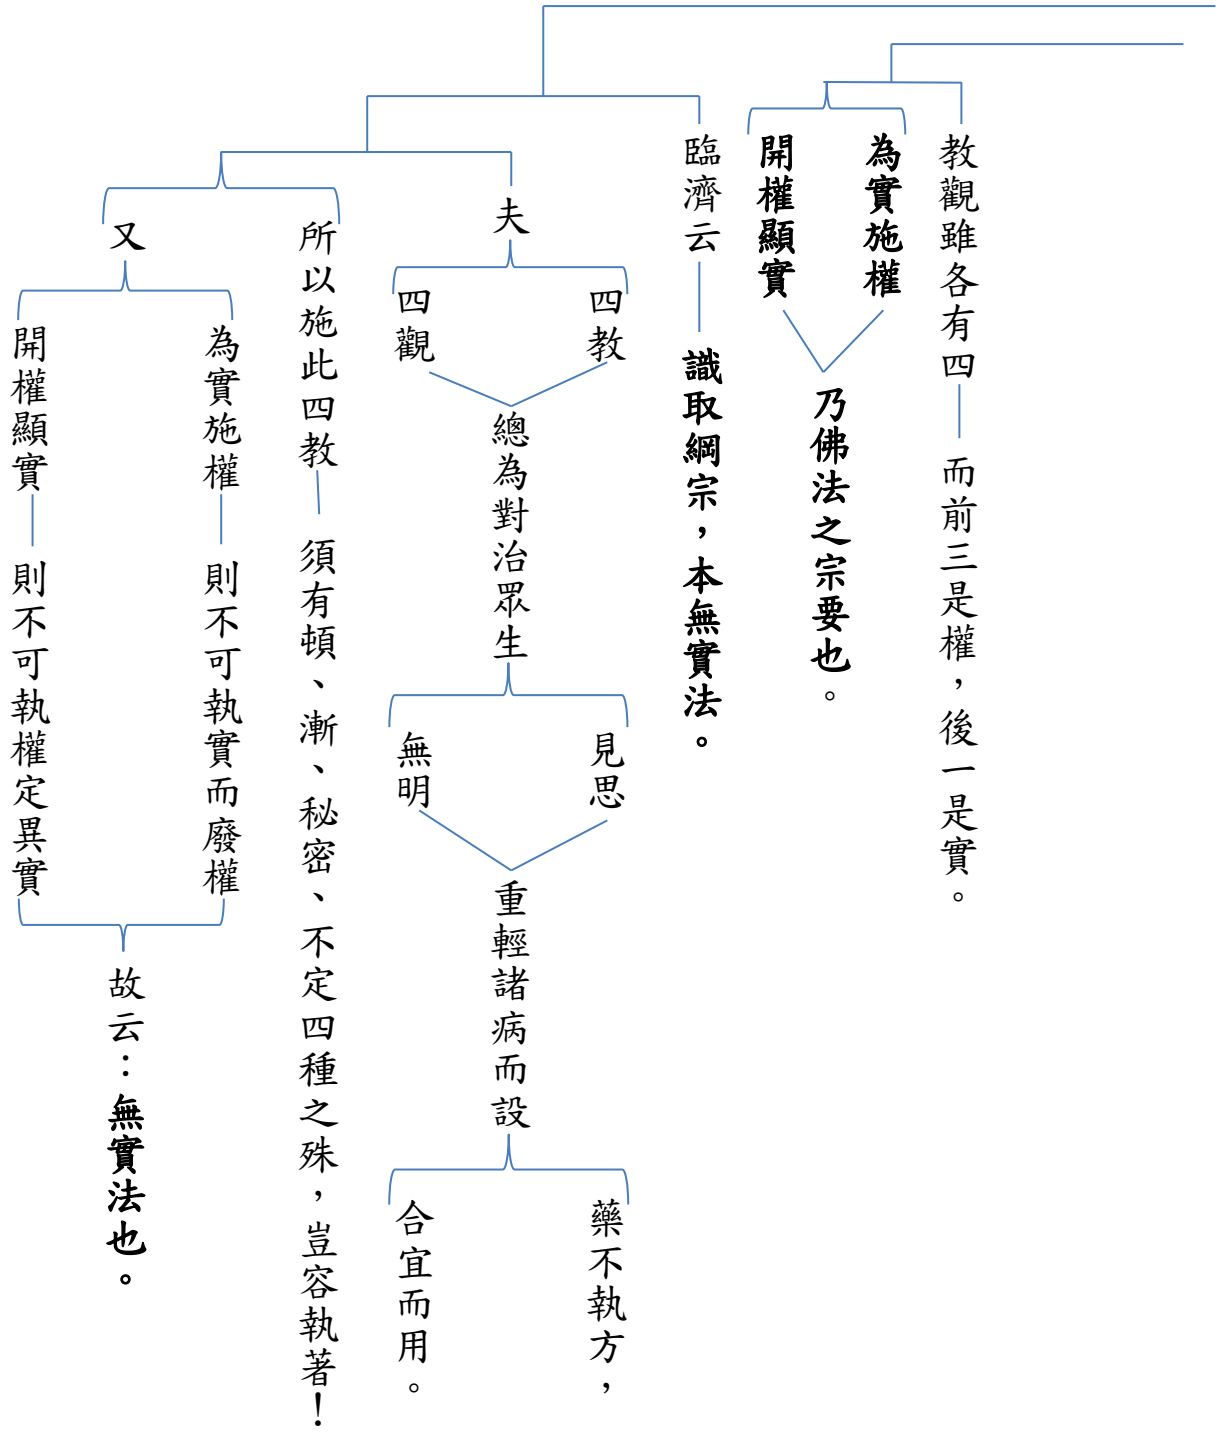 教觀雖各有四
而前三是權，後一是實。
為實施權
開權顯實
乃佛法之宗要也。
臨濟云
識取綱宗，本無實法。
夫
四教
四觀
總為對治眾生
見思
無明
重輕諸病而設
藥不執方，
合宜而用。
所以施此四教
須有頓、漸、秘密、不定四種之殊，豈容執著！
又
為實施權
則不可執實而廢權
開權顯實
則不可執權定異實
故云：無實法也。